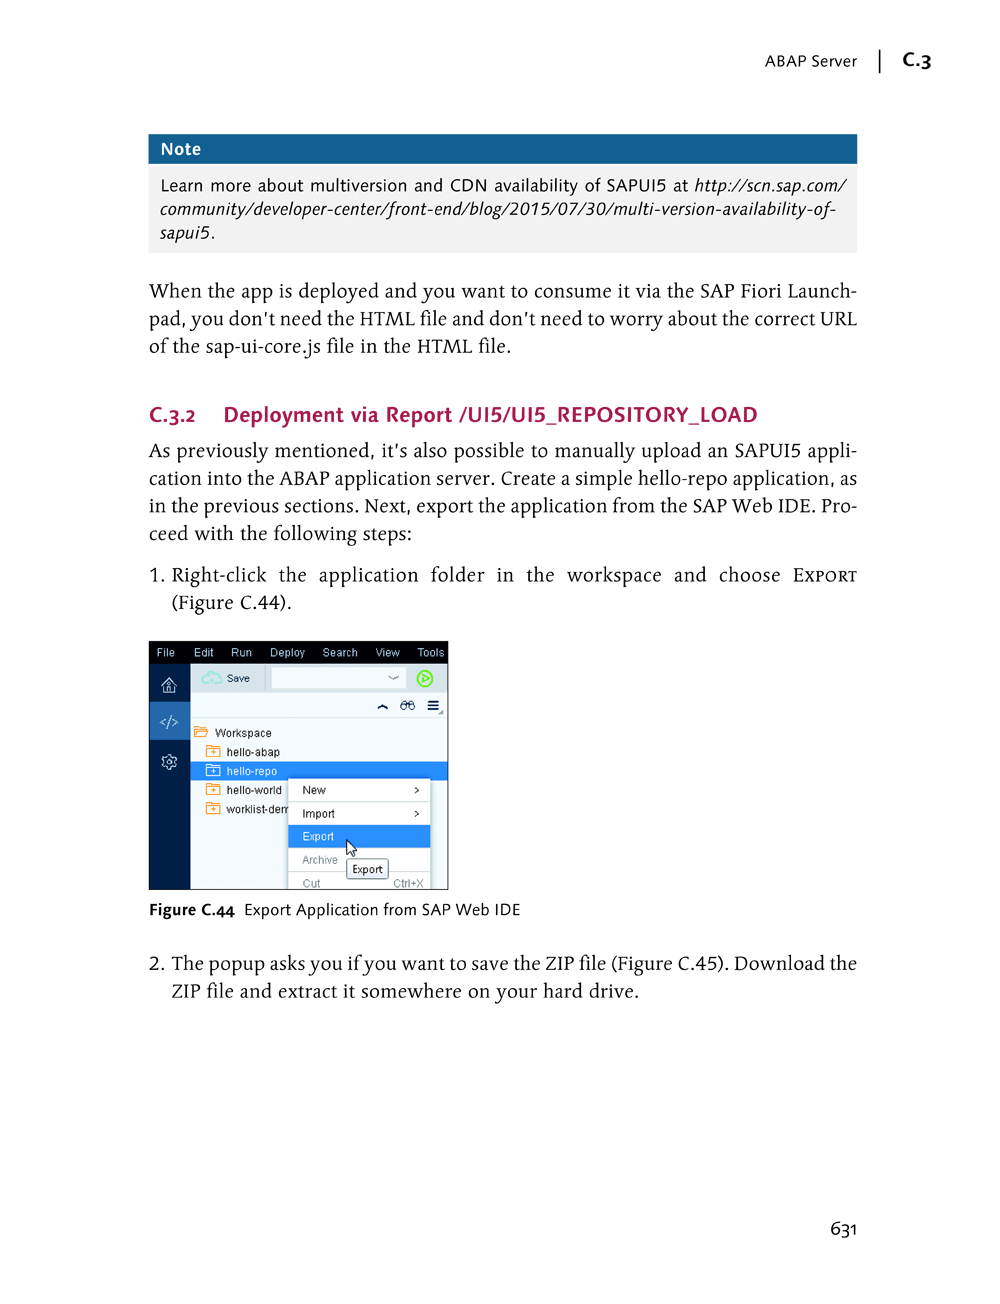 ABAP Server | C.3
Note
Learn more about multiversion and CDN availability of SAPUI5 at http://scn.sap.com/
community/developer-center/front-end/blog/2015/07/30/multi-version-availability-of-
sapui5.
When the app is deployed and you want to consume it via the SAP Fiori Launch-
pad, you don't need the HTML file and don't need to worry about the correct URL
of the sap-ui-core.js file in the HTML file.
C.3.2 Deployment via Report /UI5/UI5_REPOSITORY_LOAD
As previously mentioned, it's also possible to manually upload an SAPUI5 appli-
cation into the ABAP application server. Create a simple hello-repo application, as
in the previous sections. Next, export the application from the SAP Web IDE. Pro-
ceed with the following steps:
1. Right-click the application folder in the workspace and choose EXPORT
(Figure C.44).
File Edit Run Deploy Search View Tools
Save
Workspace
hello-abap
hello-repo
hello-world
New >
worklist-dem
Import >
Export
Archive
Export
Cut Ctrl+X
Figure C.44 Export Application from SAP Web IDE
2. The popup asks you if you want to save the ZIP file (Figure C.45). Download the
ZIP file and extract it somewhere on your hard drive.
631